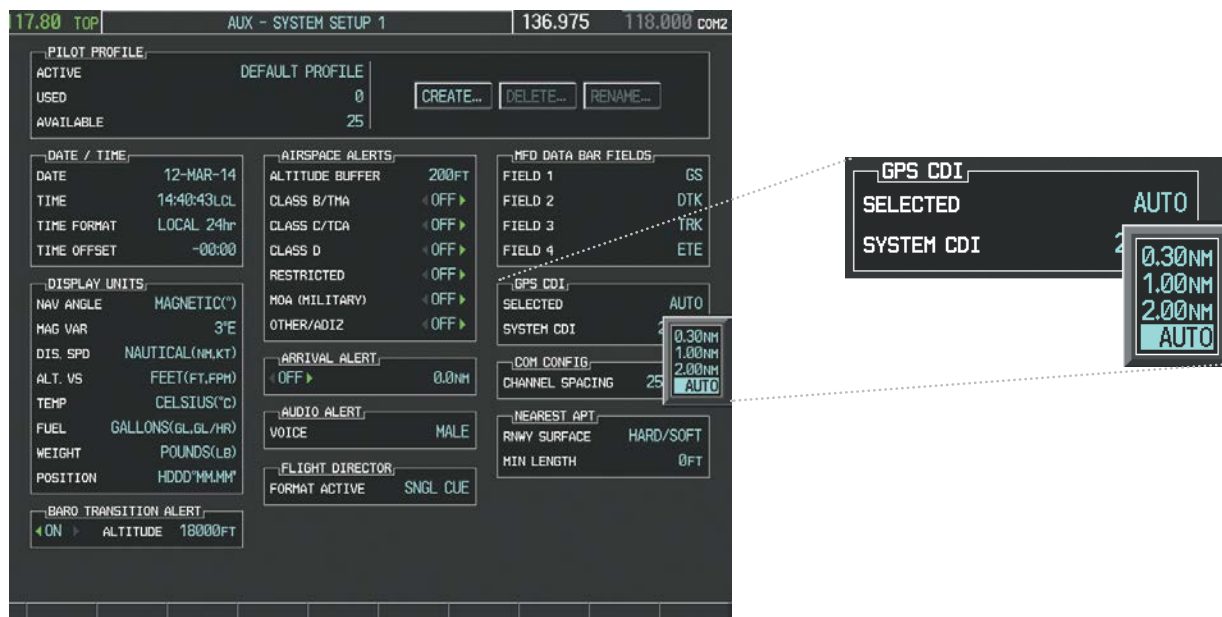 17.80 TOP AUX - SYSTEM SETUP 1 136.975 118.000 COM2
PILOT PROFILE
ACTIVE DEFAULT PROFILE
USED 0
AVAILABLE 25
CREATE... DELETE... RENAME...
DATE / TIME
DATE 12-MAR-14
TIME 14:40:43LCL
TIME FORMAT LOCAL 24hr
TIME OFFSET -00:00
DISPLAY UNITS
NAV ANGLE MAGNETIC(°)
MAG VAR 3°E
DIS, SPD NAUTICAL(NM,KT)
ALT, VS FEET(FT,FPM)
TEMP CELSIUS(°C)
FUEL GALLONS(GL,GL/HR)
WEIGHT POUNDS(LB)
POSITION HDDD°MM.MM'
BARO TRANSITION ALERT
ON ALTITUDE 18000FT
AIRSPACE ALERTS
ALTITUDE BUFFER 200FT
CLASS B/TMA OFF
CLASS C/TCA OFF
CLASS D OFF
RESTRICTED OFF
MOA (MILITARY) OFF
OTHER/ADIZ OFF
ARRIVAL ALERT
OFF 0.0NM
AUDIO ALERT
VOICE MALE
FLIGHT DIRECTOR
FORMAT ACTIVE SNGL CUE
MFD DATA BAR FIELDS
FIELD 1 GS
FIELD 2 DTK
FIELD 3 TRK
FIELD 4 ETE
GPS CDI
SELECTED AUTO
SYSTEM CDI 2
0.30NM
1.00NM
2.00NM
AUTO
COM CONFIG
CHANNEL SPACING 25
NEAREST APT
RNWY SURFACE HARD/SOFT
MIN LENGTH 0FT
GPS CDI
SELECTED AUTO
SYSTEM CDI 2
0.30NM
1.00NM
2.00NM
AUTO